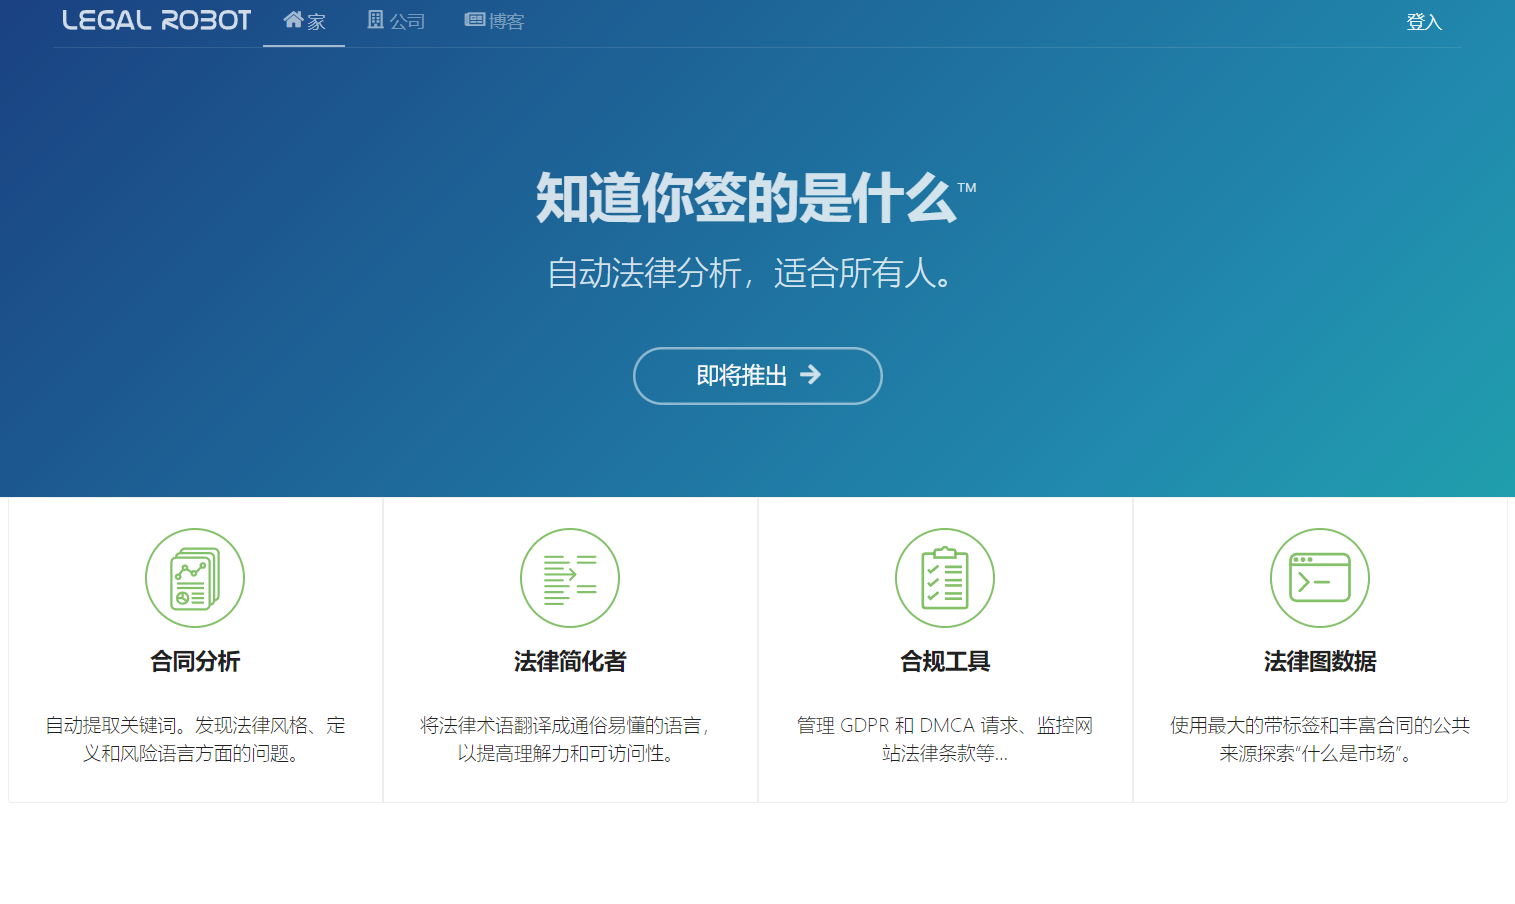 LEGAL ROBOT 家 公司 博客 登入
知道你签的是什么™
自动法律分析，适合所有人。
即将推出
合同分析
自动提取关键词。发现法律风格、定
义和风险语言方面的问题。
法律简化者
将法律术语翻译成通俗易懂的语言，
以提高理解力和可访问性。
合规工具
管理 GDPR 和 DMCA 请求、监控网
站法律条款等...
法律图数据
使用最大的带标签和丰富合同的公共
来源探索“什么是市场”。